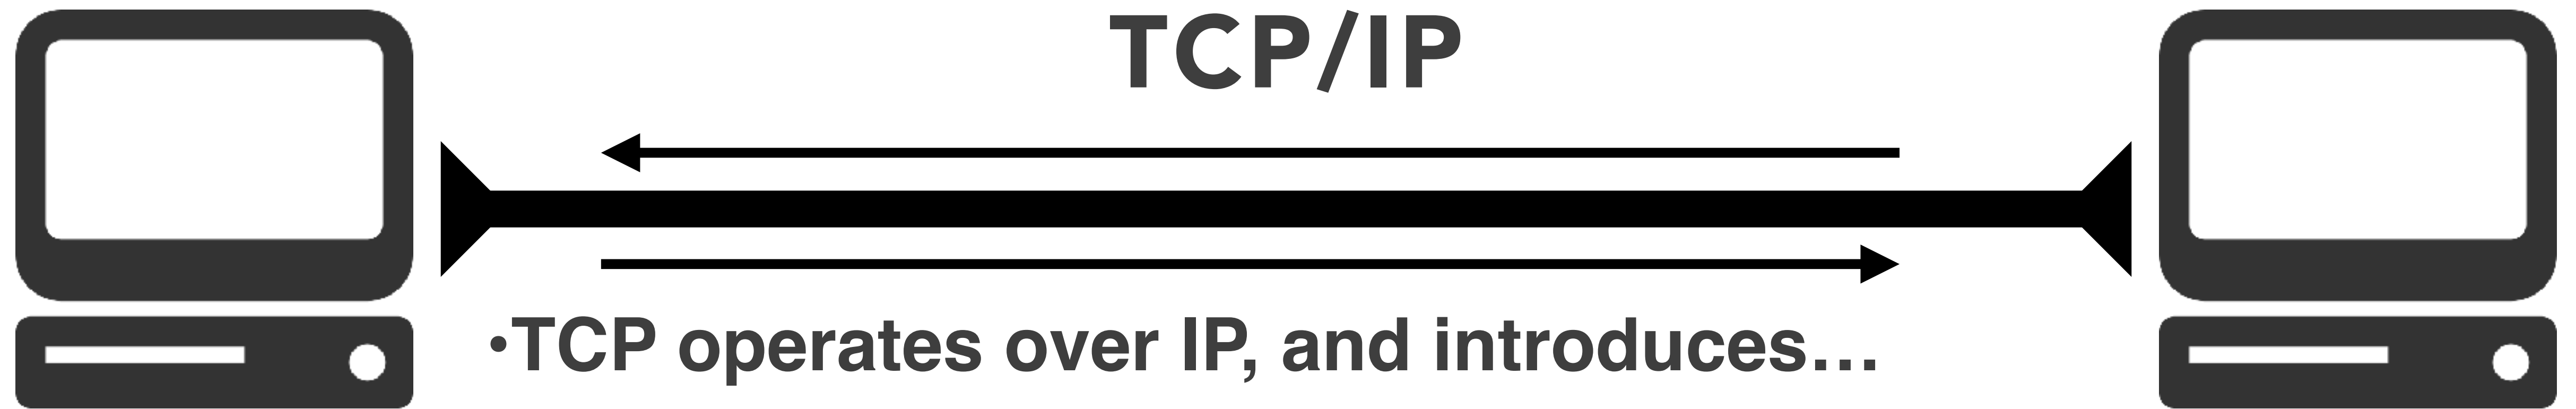 TCP/IP
•TCP operates over IP, and introduces…